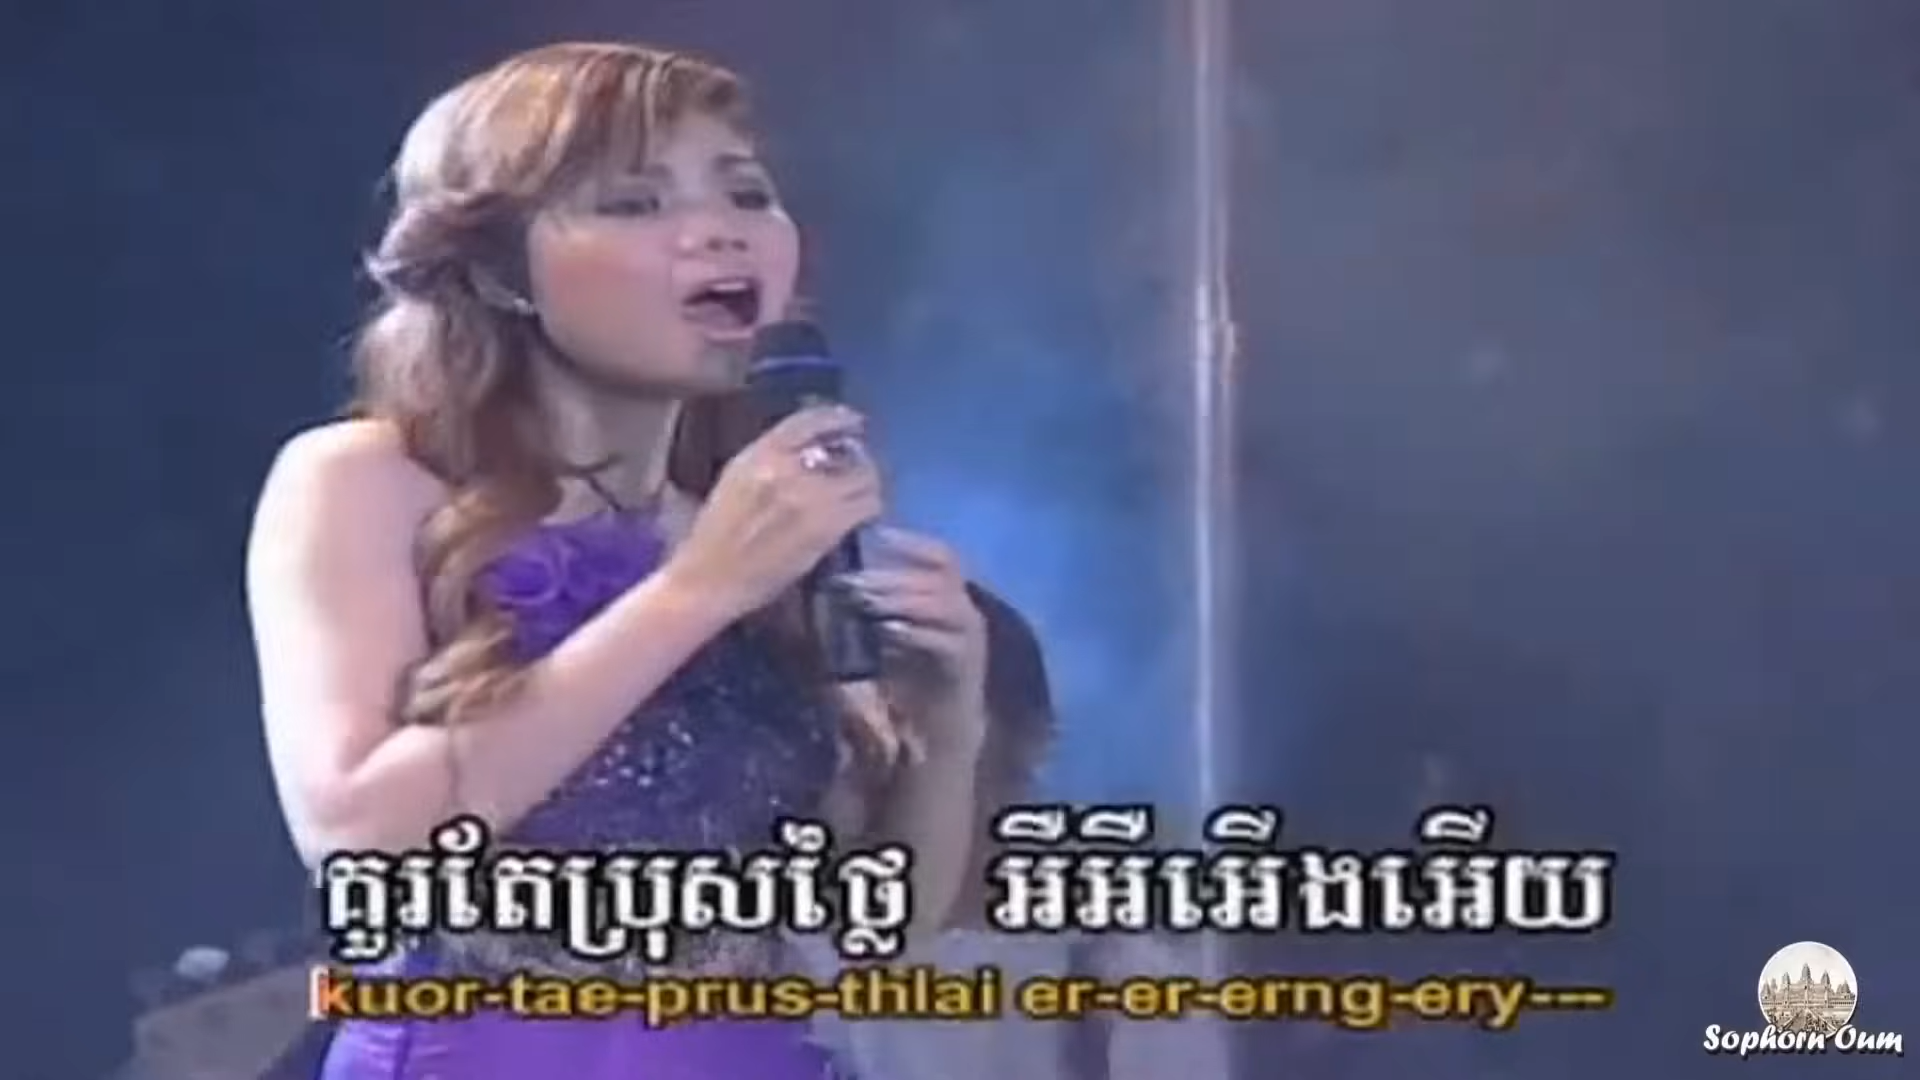 គួរតែប្រុសថ្លៃ អឺអឺអើងអើយ
kuor-tae-prus-thlai er-er-erng-ery---
Sophorn Oum